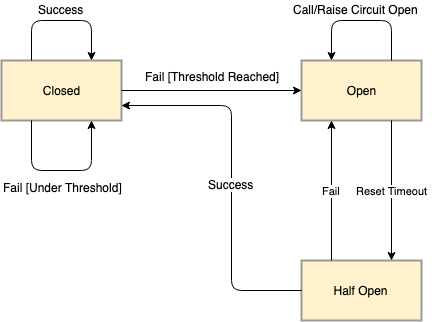 Success
Call/Raise Circuit Open
Closed
Fail [Threshold Reached]
Open
Fail [Under Threshold]
Success
Fail
Reset Timeout
Half Open